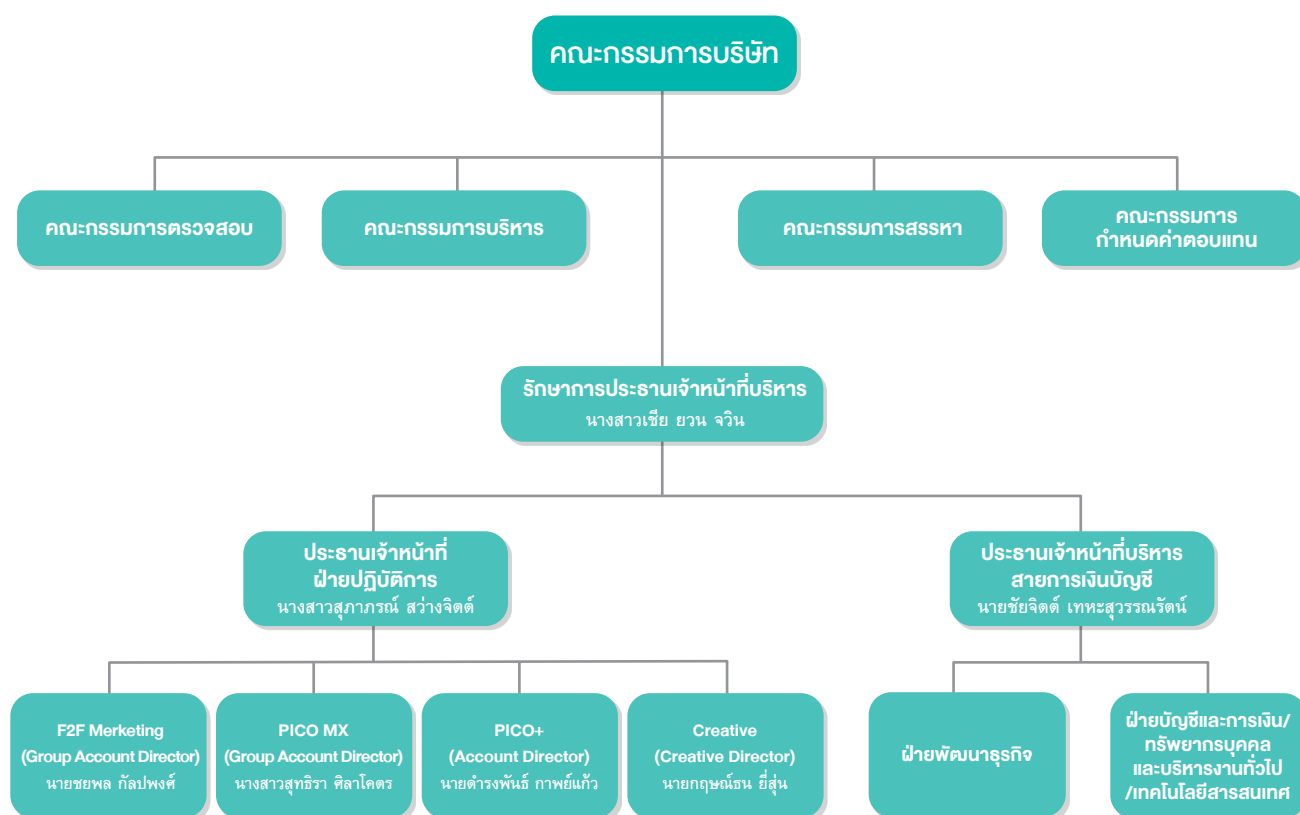 คณะกรรมการบริษัท
คณะกรรมการตรวจสอบ
คณะกรรมการบริหาร
คณะกรรมการสรรหา
คณะกรรมการ
กำหนดค่าตอบแทน
รักษาการประธานเจ้าหน้าที่บริหาร
นางสาวเชีย ยวน จวิน
ประธานเจ้าหน้าที่
ฝ่ายปฏิบัติการ
นางสาวสุภาภรณ์ สว่างจิตต์
ประธานเจ้าหน้าที่บริหาร
สายการเงินบัญชี
นายชัยจิตต์ เทหะสุวรรณรัตน์
F2F Merketing
(Group Account Director)
นายชยพล กัลปพงศ์
PICO MX
(Group Account Director)
นางสาวสุทธิรา ศิลาโคตร
PICO+
(Account Director)
นายดำรงพันธ์ กาพย์แก้ว
Creative
(Creative Director)
นายกฤษณ์ธน ยี่สุ่น
ฝ่ายพัฒนาธุรกิจ
ฝ่ายบัญชีและการเงิน/
ทรัพยากรบุคคล
และบริหารงานทั่วไป
/เทคโนโลยีสารสนเทศ